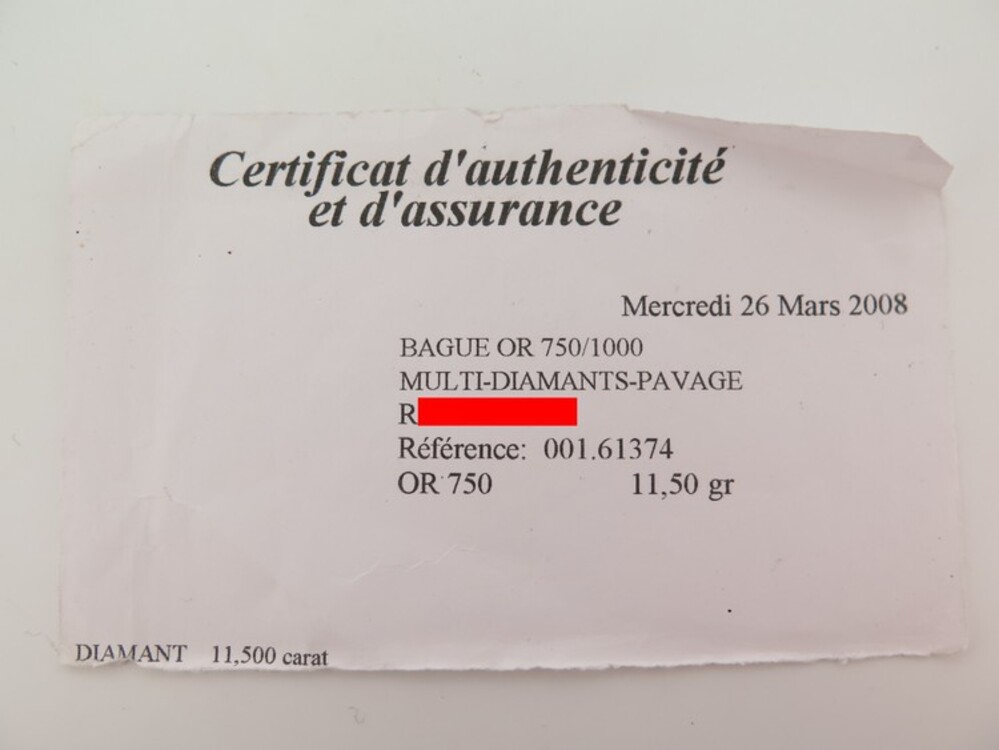 Certificat d'authenticité
et d'assurance
Mercredi 26 Mars 2008
BAGUE OR 750/1000
MULTI-DIAMANTS-PAVAGE
R
Référence: 001.61374
OR 750 11,50 gr
DIAMANT 11,500 carat